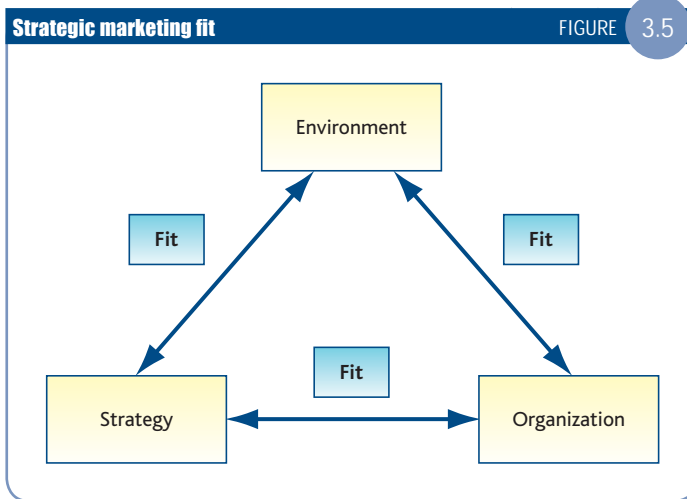 Strategic marketing fit FIGURE 3.5
Environment
Fit Fit
Fit
Strategy Organization